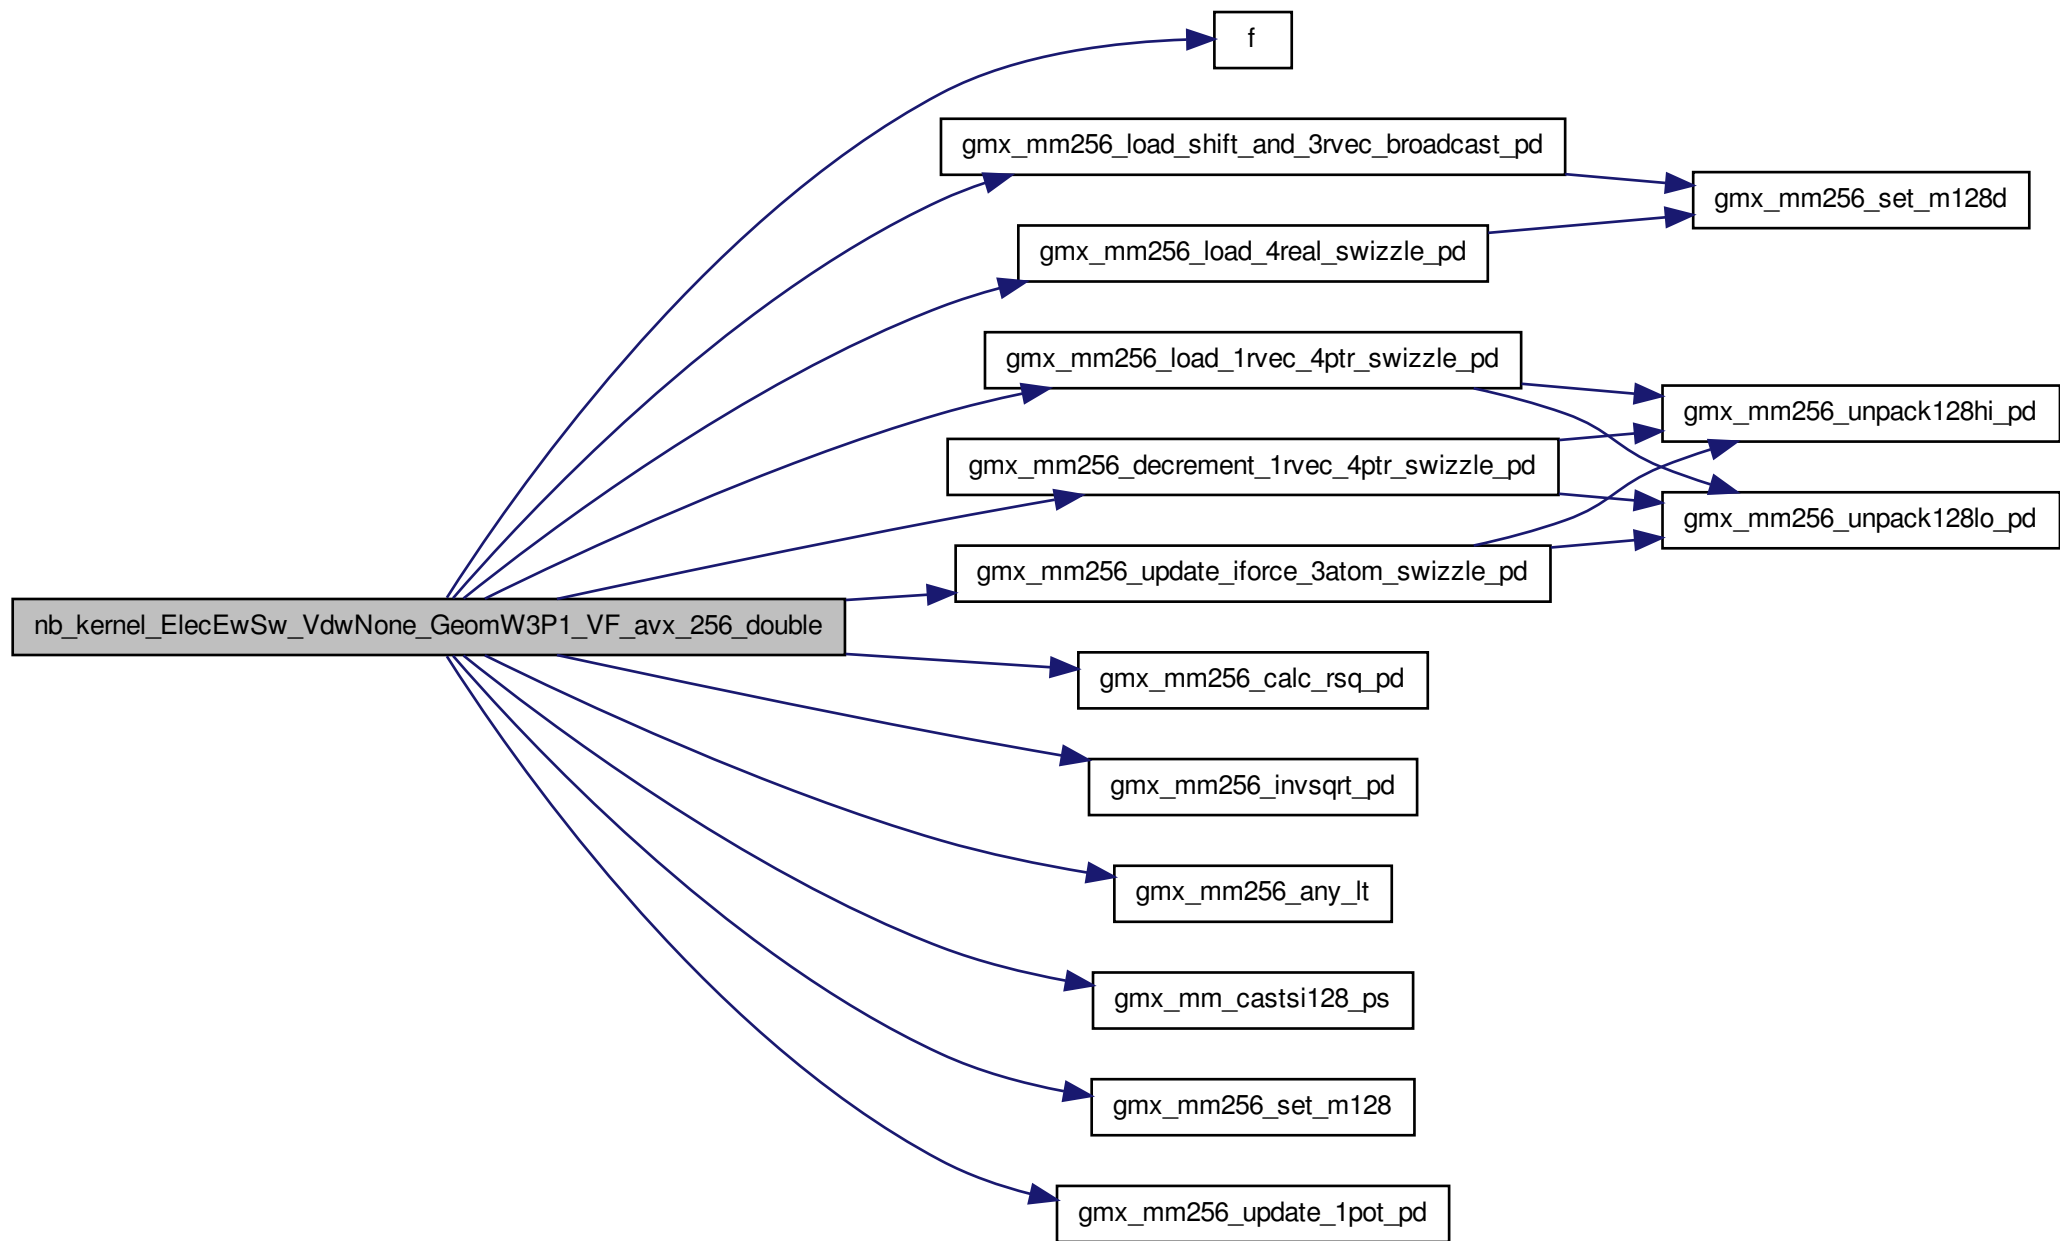 f
gmx_mm256_load_shift_and_3rvec_broadcast_pd
gmx_mm256_set_m128d
gmx_mm256_load_4real_swizzle_pd
gmx_mm256_load_1rvec_4ptr_swizzle_pd
gmx_mm256_unpack128hi_pd
gmx_mm256_decrement_1rvec_4ptr_swizzle_pd
gmx_mm256_unpack128lo_pd
gmx_mm256_update_iforce_3atom_swizzle_pd
nb_kernel_ElecEwSw_VdwNone_GeomW3P1_VF_avx_256_double
gmx_mm256_calc_rsq_pd
gmx_mm256_invsqrt_pd
gmx_mm256_any_lt
gmx_mm_castsi128_ps
gmx_mm256_set_m128
gmx_mm256_update_1pot_pd